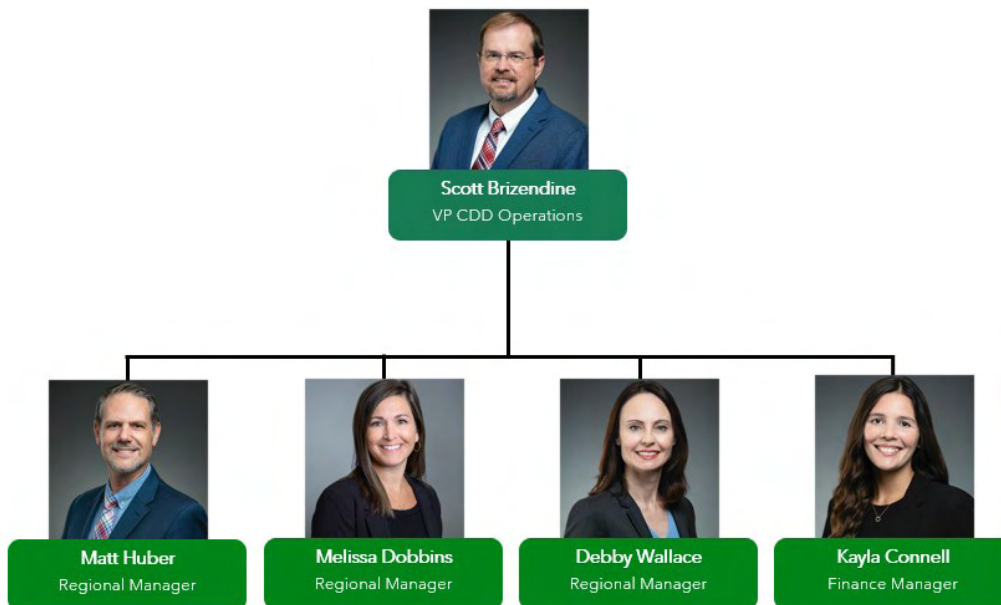 Scott Brizendine
VP CDD Operations
Matt Huber
Regional Manager
Melissa Dobbins
Regional Manager
Debby Wallace
Regional Manager
Kayla Connell
Finance Manager